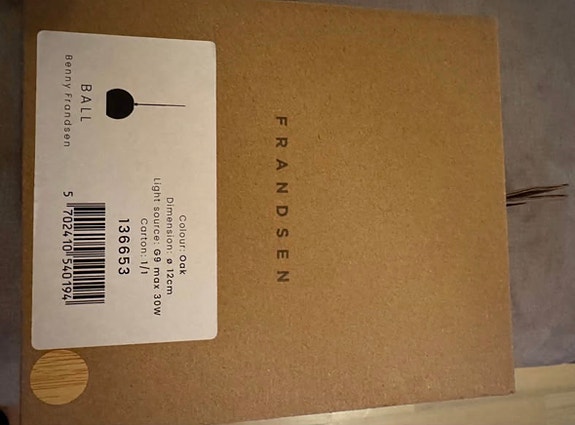 BALL
Benny Frandsen
Colour: Oak
Dimension: ø 12cm
Light source: G9 max 30W
Carton: 1/1
136653
5 702410 540194
FRANDSEN